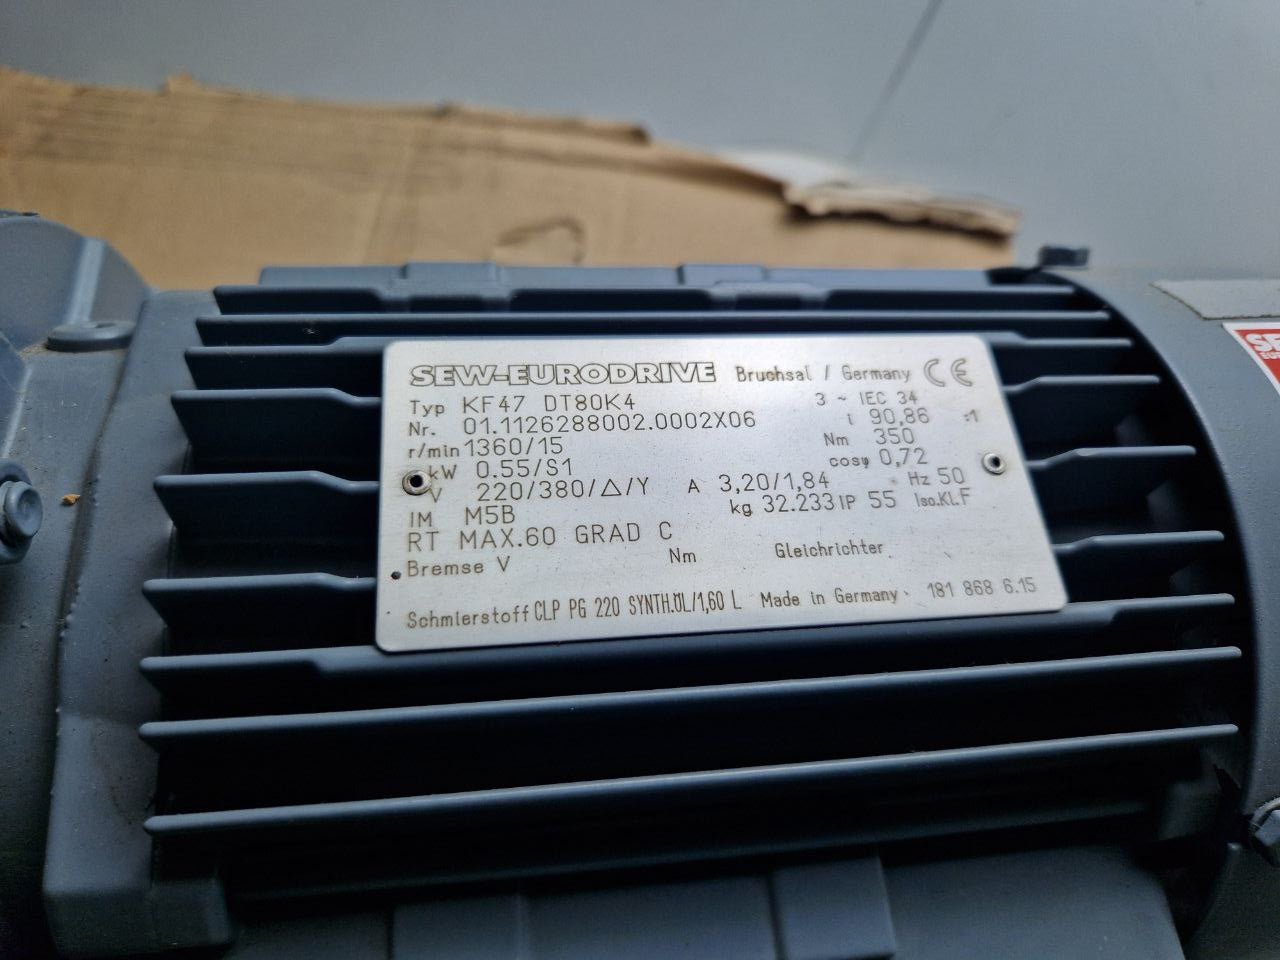 SEW-EURODRIVE Bruchsal / Germany CE
Typ KF47 DT80K4 3 ~ IEC 34
Nr. 01.1126288002.0002X06 i 90,86 :1
r/min 1360/15 Nm 350
kW 0.55/S1 cosφ 0,72
V 220/380/△/Y A 3,20/1,84 Hz 50
IM M5B kg 32.233 IP 55 Iso.Kl.F
RT MAX.60 GRAD C
Bremse V Nm Gleichrichter
Schmierstoff CLP PG 220 SYNTH.ÖL/1,60 L Made in Germany 181 868 6.15